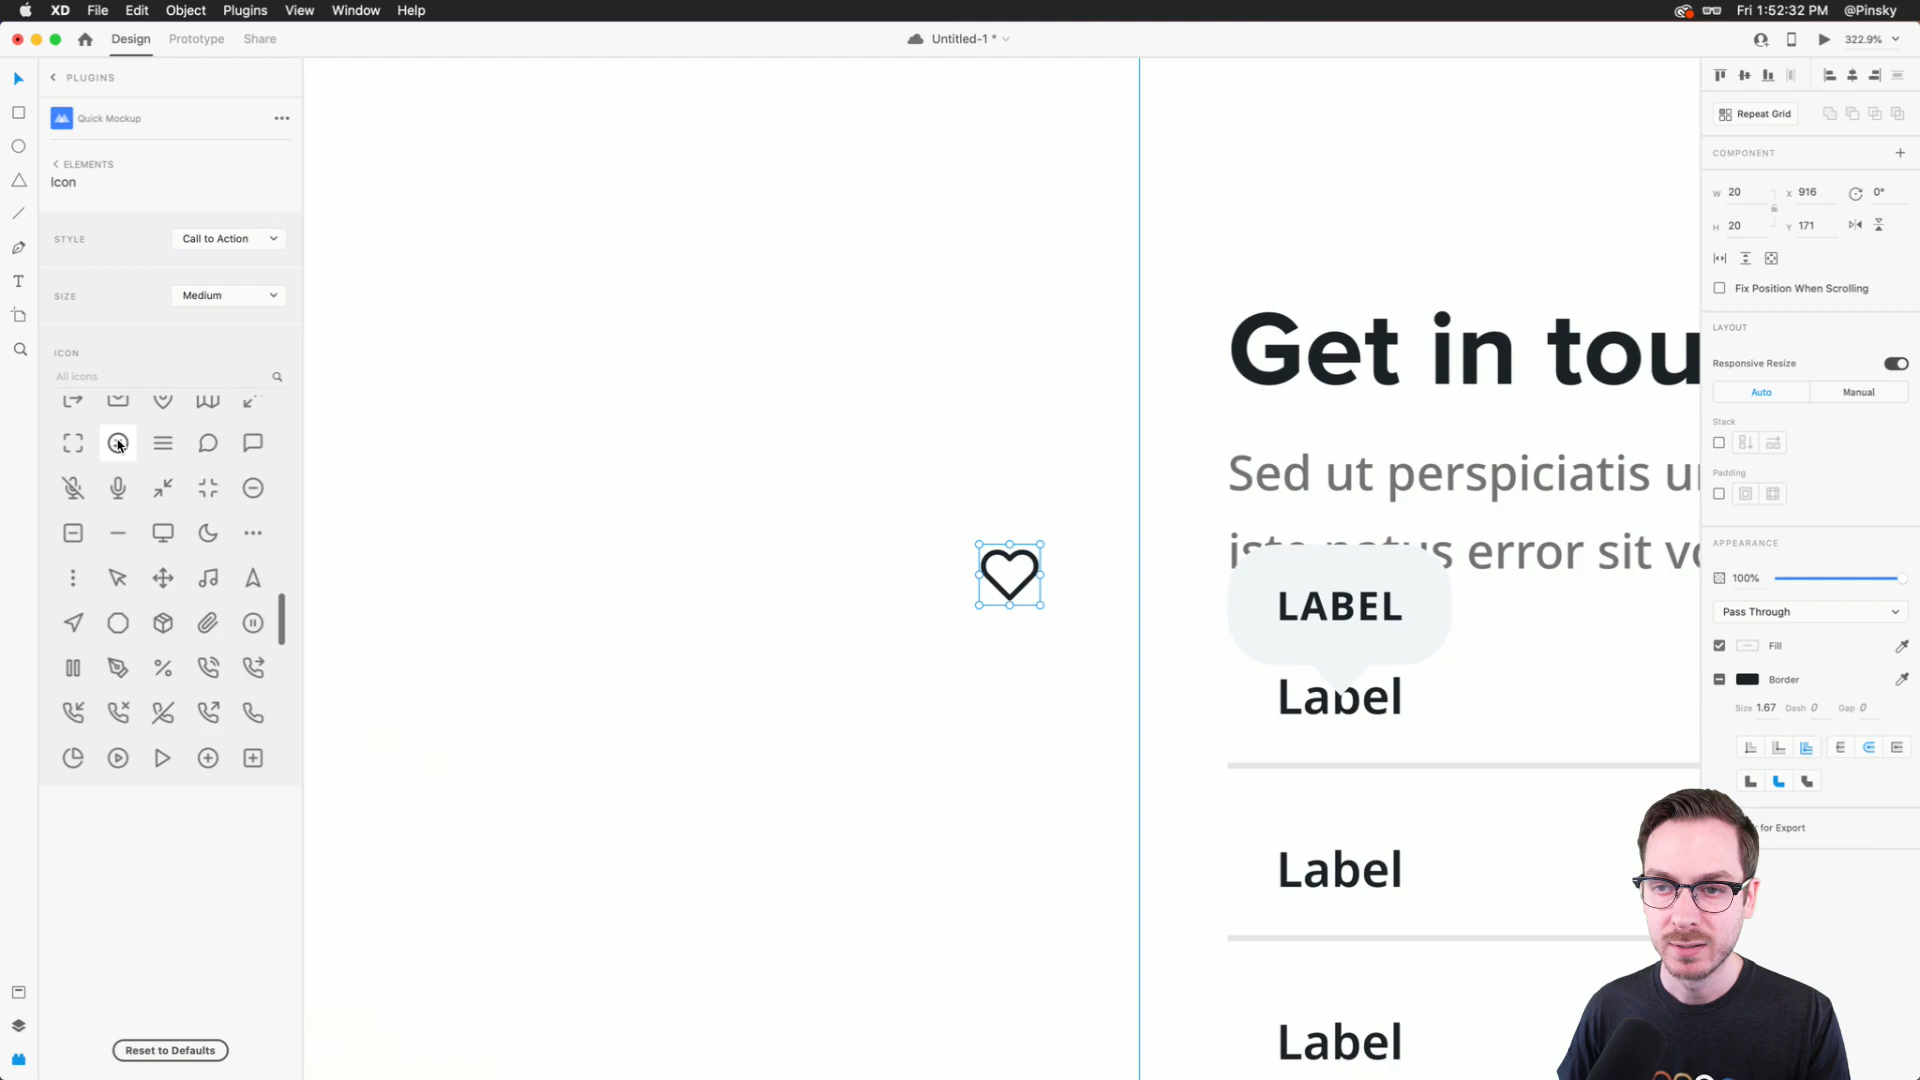 XD File Edit Object Plugins View Window Help Fri 1:52:32 PM @Pinsky
Design Prototype Share Untitled-1 * 322.9%
PLUGINS
Quick Mockup
ELEMENTS
Icon
STYLE Call to Action
SIZE Medium
ICON
All icons
Reset to Defaults
Get in tou
Sed ut perspiciatis
iste natus error sit
LABEL
Label
Label
Label
Repeat Grid
COMPONENT
W 20 X 916 0°
H 20 Y 171
Fix Position When Scrolling
LAYOUT
Responsive Resize
Auto Manual
Stack
Padding
APPEARANCE
100%
Pass Through
Fill
Border
Size 1.67 Dash 0 Gap 0
for Export